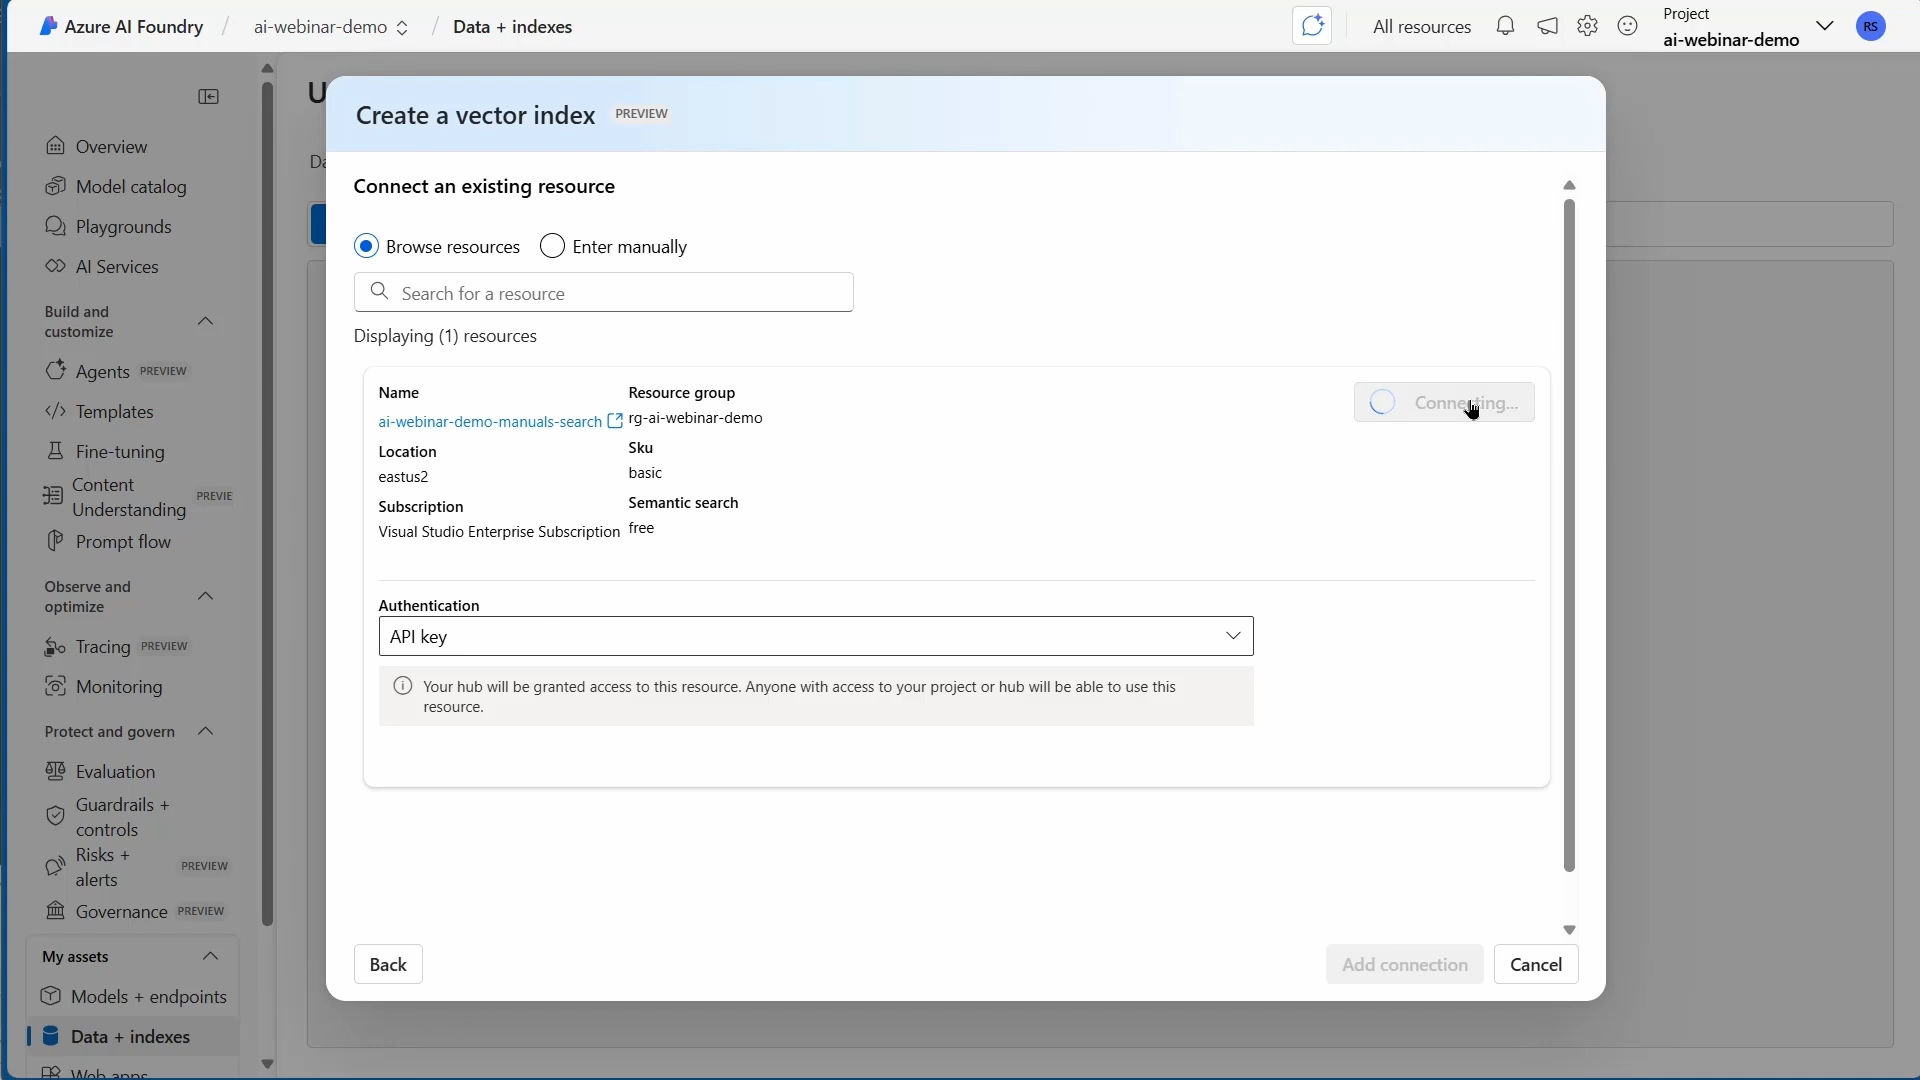 Azure AI Foundry / ai-webinar-demo / Data + indexes
All resources
Project
ai-webinar-demo
RS
Overview
Model catalog
Playgrounds
AI Services
Build and
customize
Agents PREVIEW
Templates
Fine-tuning
Content
Understanding PREVIE
Prompt flow
Observe and
optimize
Tracing PREVIEW
Monitoring
Protect and govern
Evaluation
Guardrails +
controls
Risks +
alerts PREVIEW
Governance PREVIEW
My assets
Models + endpoints
Data + indexes
Web apps
U
Da
Create a vector index PREVIEW
Connect an existing resource
Browse resources Enter manually
Search for a resource
Displaying (1) resources
Name
ai-webinar-demo-manuals-search
Location
eastus2
Subscription
Visual Studio Enterprise Subscription
Resource group
rg-ai-webinar-demo
Sku
basic
Semantic search
free
Connecting...
Authentication
API key
Your hub will be granted access to this resource. Anyone with access to your project or hub will be able to use this
resource.
Back
Add connection
Cancel